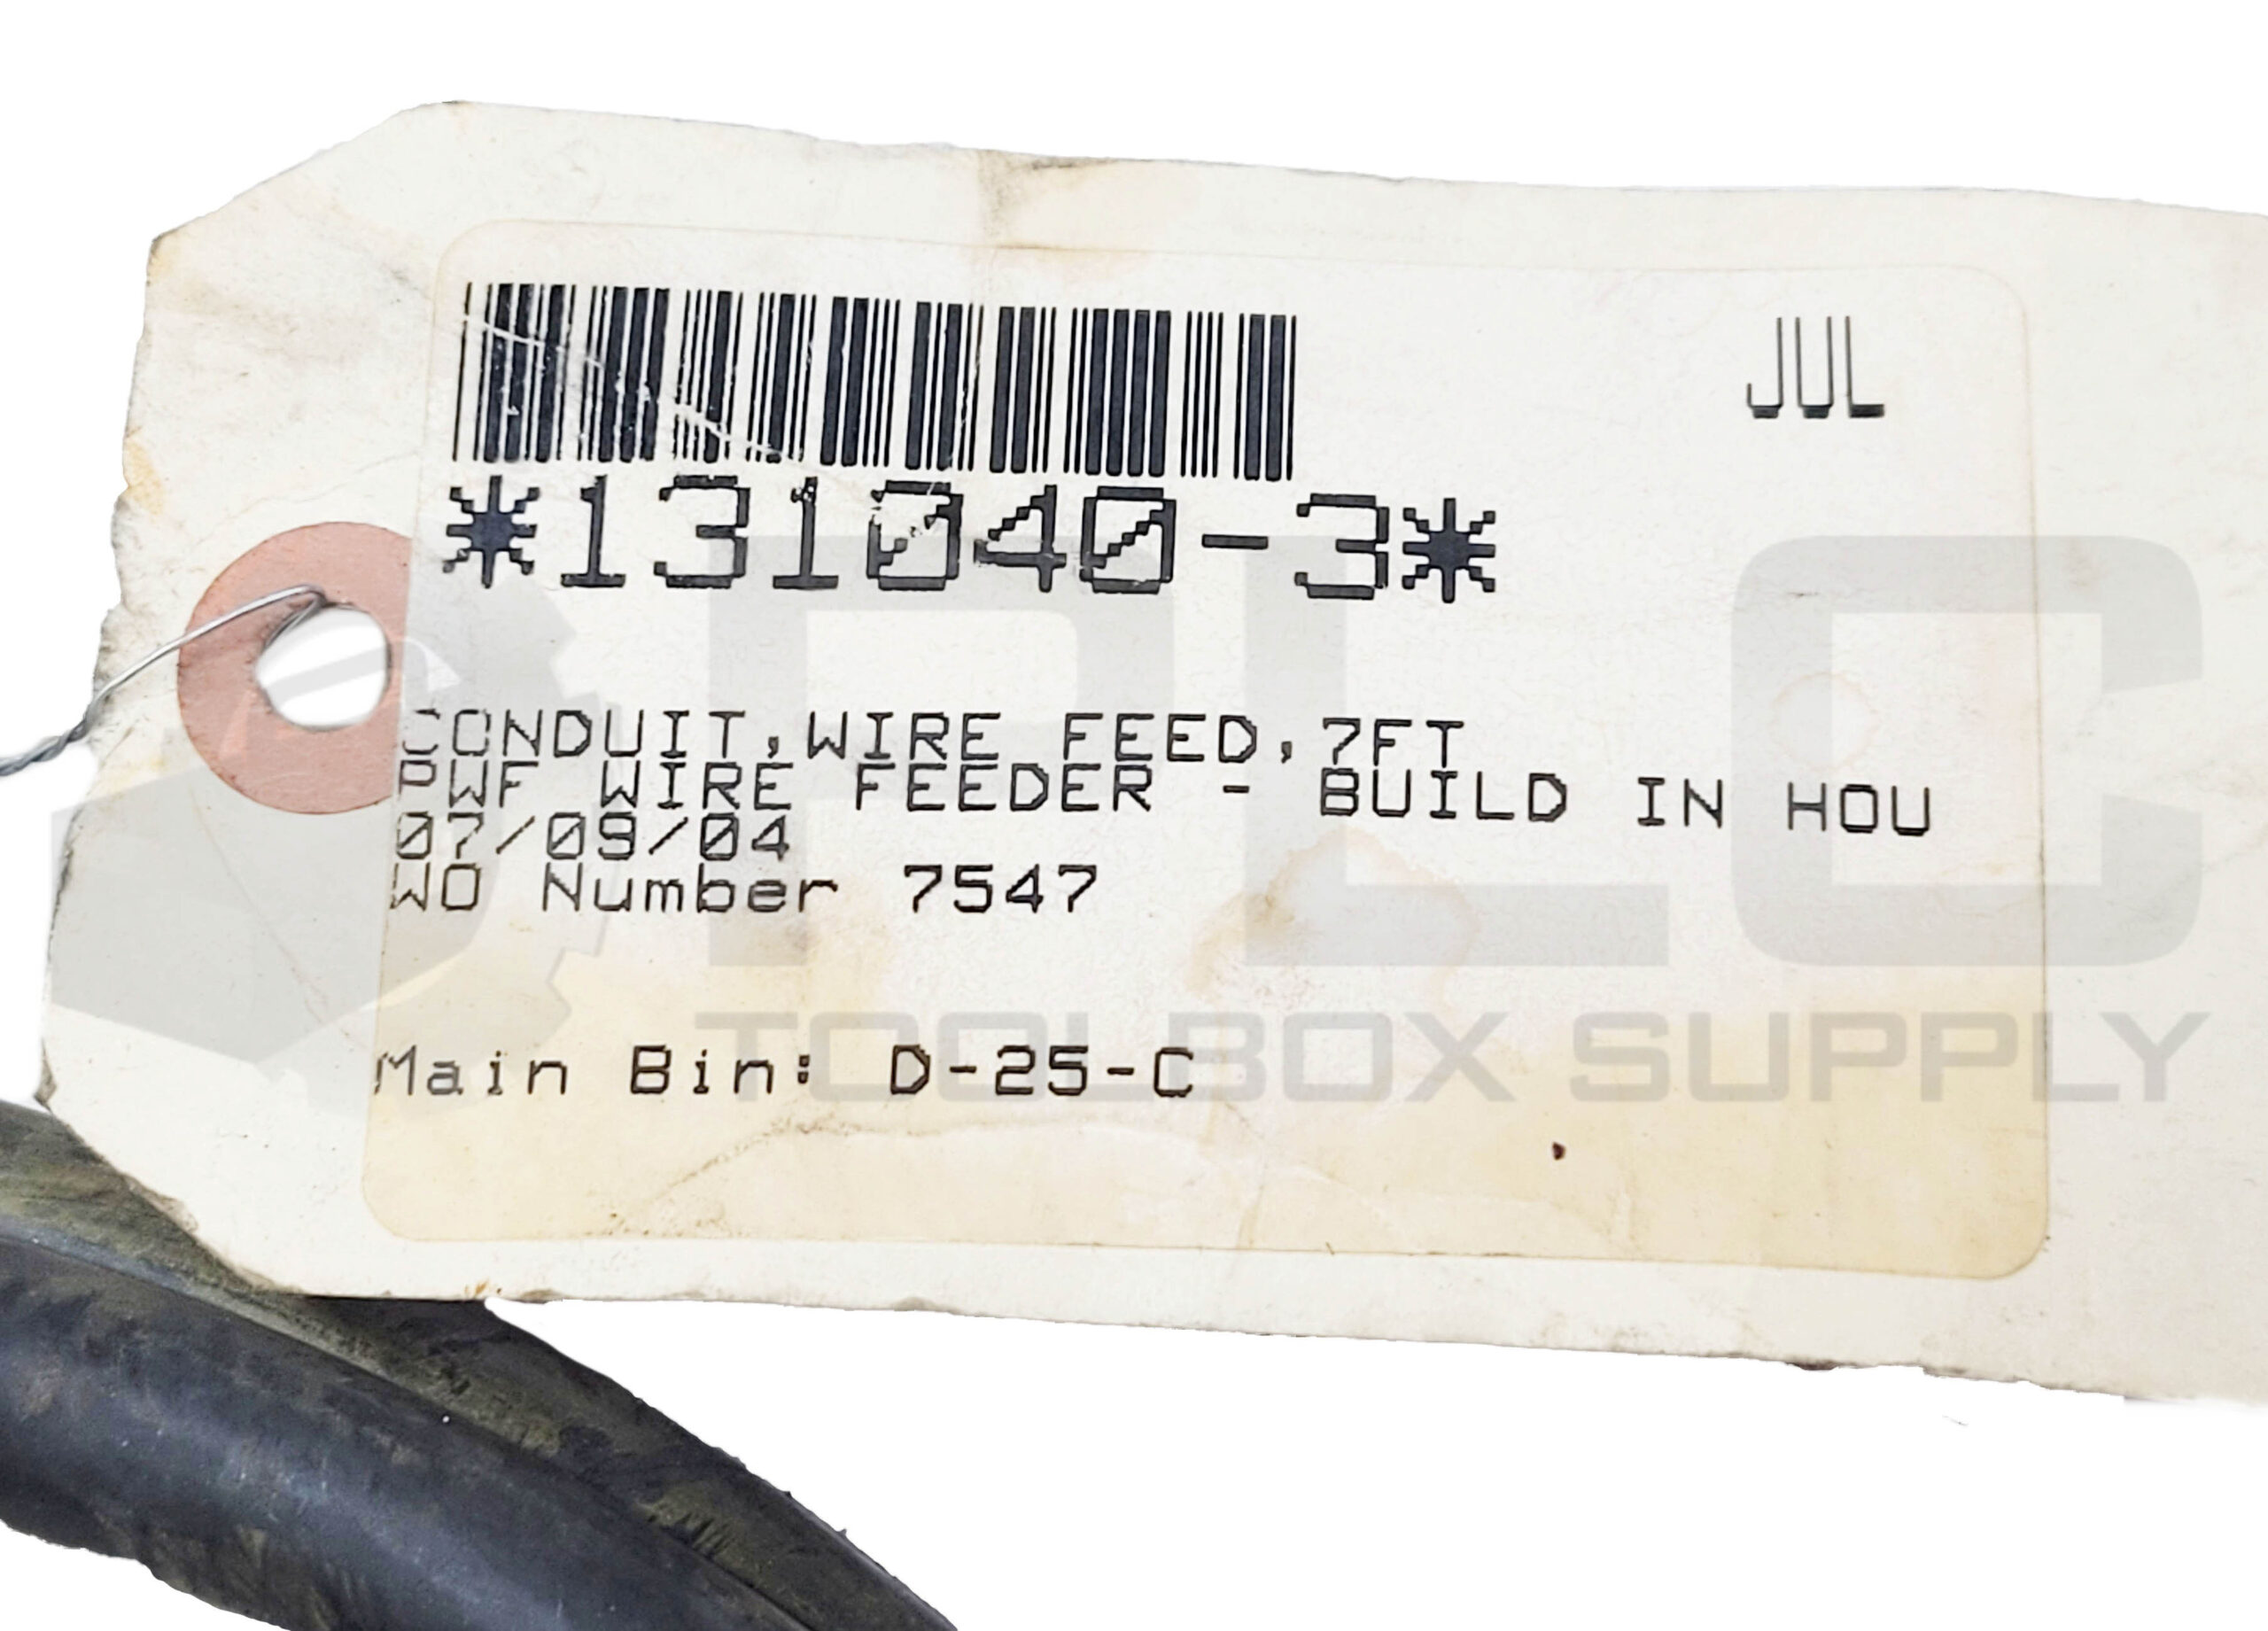 JUL
*131040-3*
CONDUIT,WIRE FEED,7FT
PWF WIRE FEEDER - BUILD IN HOU
07/09/04
WO Number 7547
Main Bin: D-25-C
PLC
TOOLBOX SUPPLY